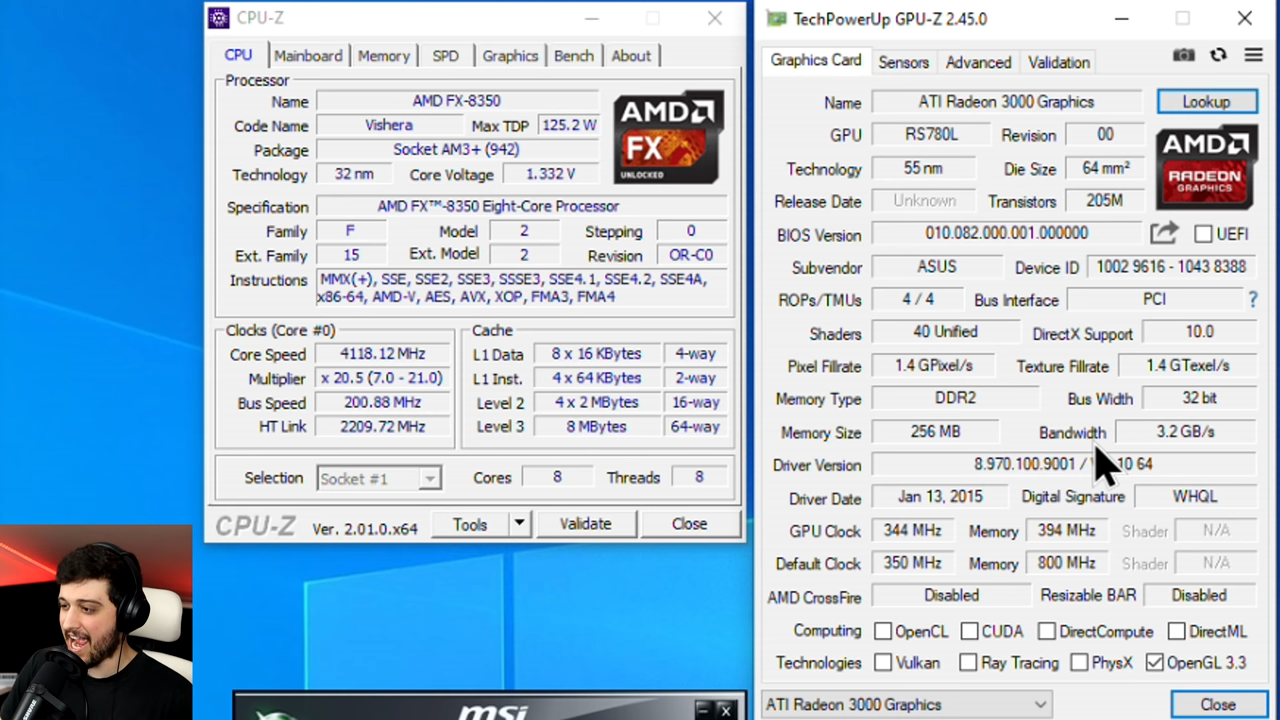 CPU-Z
CPU Mainboard Memory SPD Graphics Bench About
Processor
Name AMD FX-8350
Code Name Vishera Max TDP 125.2 W
Package Socket AM3+ (942)
Technology 32 nm Core Voltage 1.332 V
AMD
FX
UNLOCKED
Specification AMD FX™-8350 Eight-Core Processor
Family F Model 2 Stepping 0
Ext. Family 15 Ext. Model 2 Revision OR-C0
Instructions MMX(+), SSE, SSE2, SSE3, SSSE3, SSE4.1, SSE4.2, SSE4A,
x86-64, AMD-V, AES, AVX, XOP, FMA3, FMA4
Clocks (Core #0)
Core Speed 4118.12 MHz
Multiplier x 20.5 (7.0 - 21.0)
Bus Speed 200.88 MHz
HT Link 2209.72 MHz
Cache
L1 Data 8 x 16 KBytes 4-way
L1 Inst. 4 x 64 KBytes 2-way
Level 2 4 x 2 MBytes 16-way
Level 3 8 MBytes 64-way
Selection Socket #1 Cores 8 Threads 8
CPU-Z Ver. 2.01.0.x64 Tools Validate Close
msi
TechPowerUp GPU-Z 2.45.0
Graphics Card Sensors Advanced Validation
Name ATI Radeon 3000 Graphics Lookup
GPU RS780L Revision 00
Technology 55 nm Die Size 64 mm²
Release Date Unknown Transistors 205M
AMD
RADEON
GRAPHICS
BIOS Version 010.082.000.001.000000 UEFI
Subvendor ASUS Device ID 1002 9616 - 1043 8388
ROPs/TMUs 4 / 4 Bus Interface PCI ?
Shaders 40 Unified DirectX Support 10.0
Pixel Fillrate 1.4 GPixel/s Texture Fillrate 1.4 GTexel/s
Memory Type DDR2 Bus Width 32 bit
Memory Size 256 MB Bandwidth 3.2 GB/s
Driver Version 8.970.100.9001 / 10 64
Driver Date Jan 13, 2015 Digital Signature WHQL
GPU Clock 344 MHz Memory 394 MHz Shader N/A
Default Clock 350 MHz Memory 800 MHz Shader N/A
AMD CrossFire Disabled Resizable BAR Disabled
Computing OpenCL CUDA DirectCompute DirectML
Technologies Vulkan Ray Tracing PhysX OpenGL 3.3
ATI Radeon 3000 Graphics Close